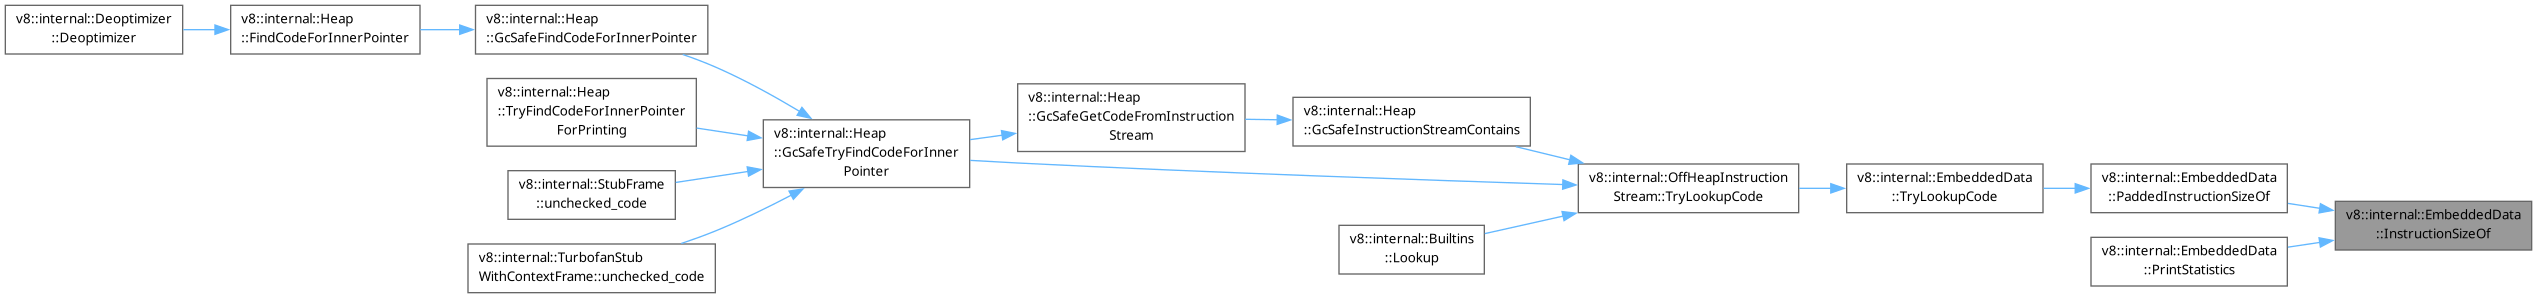 v8::internal::Deoptimizer
::Deoptimizer
v8::internal::Heap
::FindCodeForInnerPointer
v8::internal::Heap
::GcSafeFindCodeForInnerPointer
v8::internal::Heap
::TryFindCodeForInnerPointer
ForPrinting
v8::internal::StubFrame
::unchecked_code
v8::internal::TurbofanStub
WithContextFrame::unchecked_code
v8::internal::Heap
::GcSafeTryFindCodeForInner
Pointer
v8::internal::Heap
::GcSafeGetCodeFromInstruction
Stream
v8::internal::Heap
::GcSafeInstructionStreamContains
v8::internal::Builtins
::Lookup
v8::internal::OffHeapInstruction
Stream::TryLookupCode
v8::internal::EmbeddedData
::TryLookupCode
v8::internal::EmbeddedData
::PaddedInstructionSizeOf
v8::internal::EmbeddedData
::PrintStatistics
v8::internal::EmbeddedData
::InstructionSizeOf